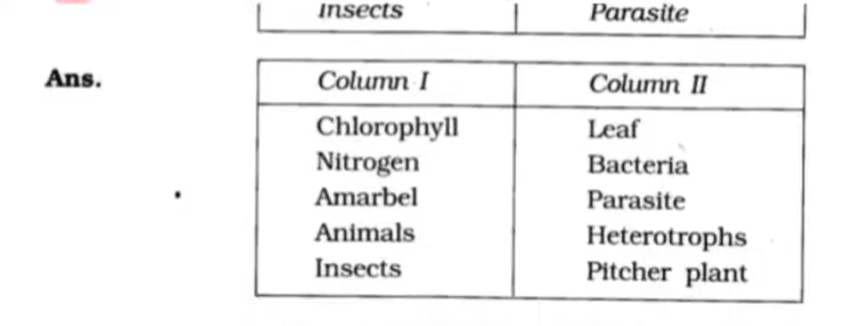 Insects Parasite
Ans. Column I Column II
Chlorophyll Leaf
Nitrogen Bacteria
Amarbel Parasite
Animals Heterotrophs
Insects Pitcher plant